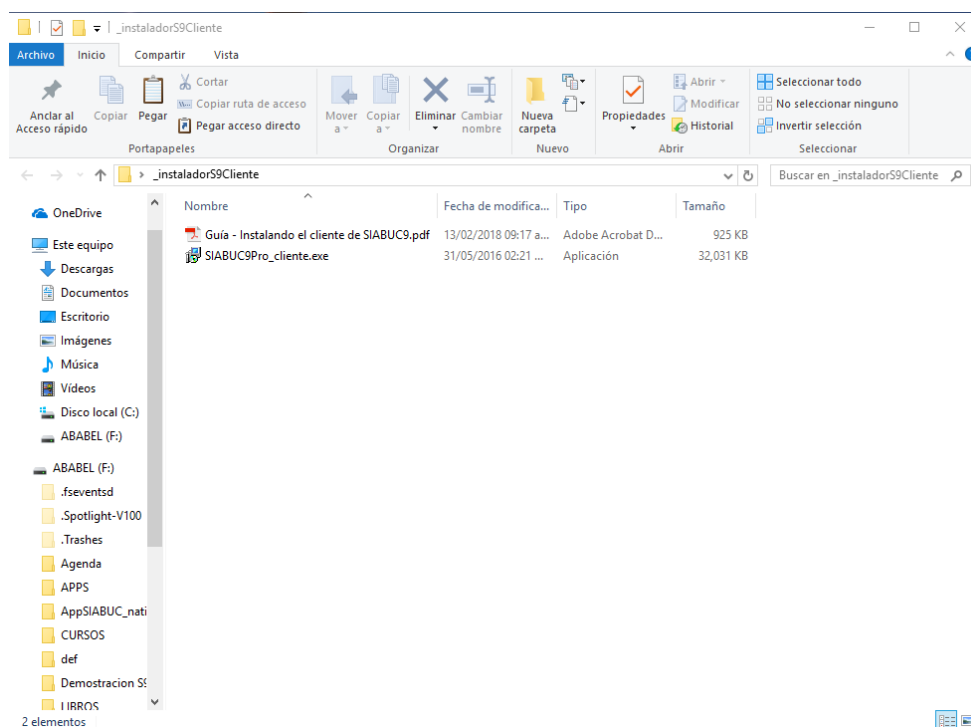 _instaladorS9Cliente
Archivo Inicio Compartir Vista
Anclar al Acceso rápido
Copiar
Pegar
Cortar
Copiar ruta de acceso
Pegar acceso directo
Portapapeles
Mover a
Copiar a
Eliminar
Cambiar nombre
Organizar
Nueva carpeta
Nuevo
Propiedades
Abrir
Modificar
Historial
Abrir
Seleccionar todo
No seleccionar ninguno
Invertir selección
Seleccionar
_instaladorS9Cliente
Buscar en _instaladorS9Cliente
Nombre Fecha de modifica... Tipo Tamaño
Guía - Instalando el cliente de SIABUC9.pdf 13/02/2018 09:17 a... Adobe Acrobat D... 925 KB
SIABUC9Pro_cliente.exe 31/05/2016 02:21 ... Aplicación 32,031 KB
OneDrive
Este equipo
Descargas
Documentos
Escritorio
Imágenes
Música
Vídeos
Disco local (C:)
ABABEL (F:)
ABABEL (F:)
.fseventsd
.Spotlight-V100
.Trashes
Agenda
APPS
AppSIABUC_nati
CURSOS
def
Demostracion S9
LIBROS
2 elementos